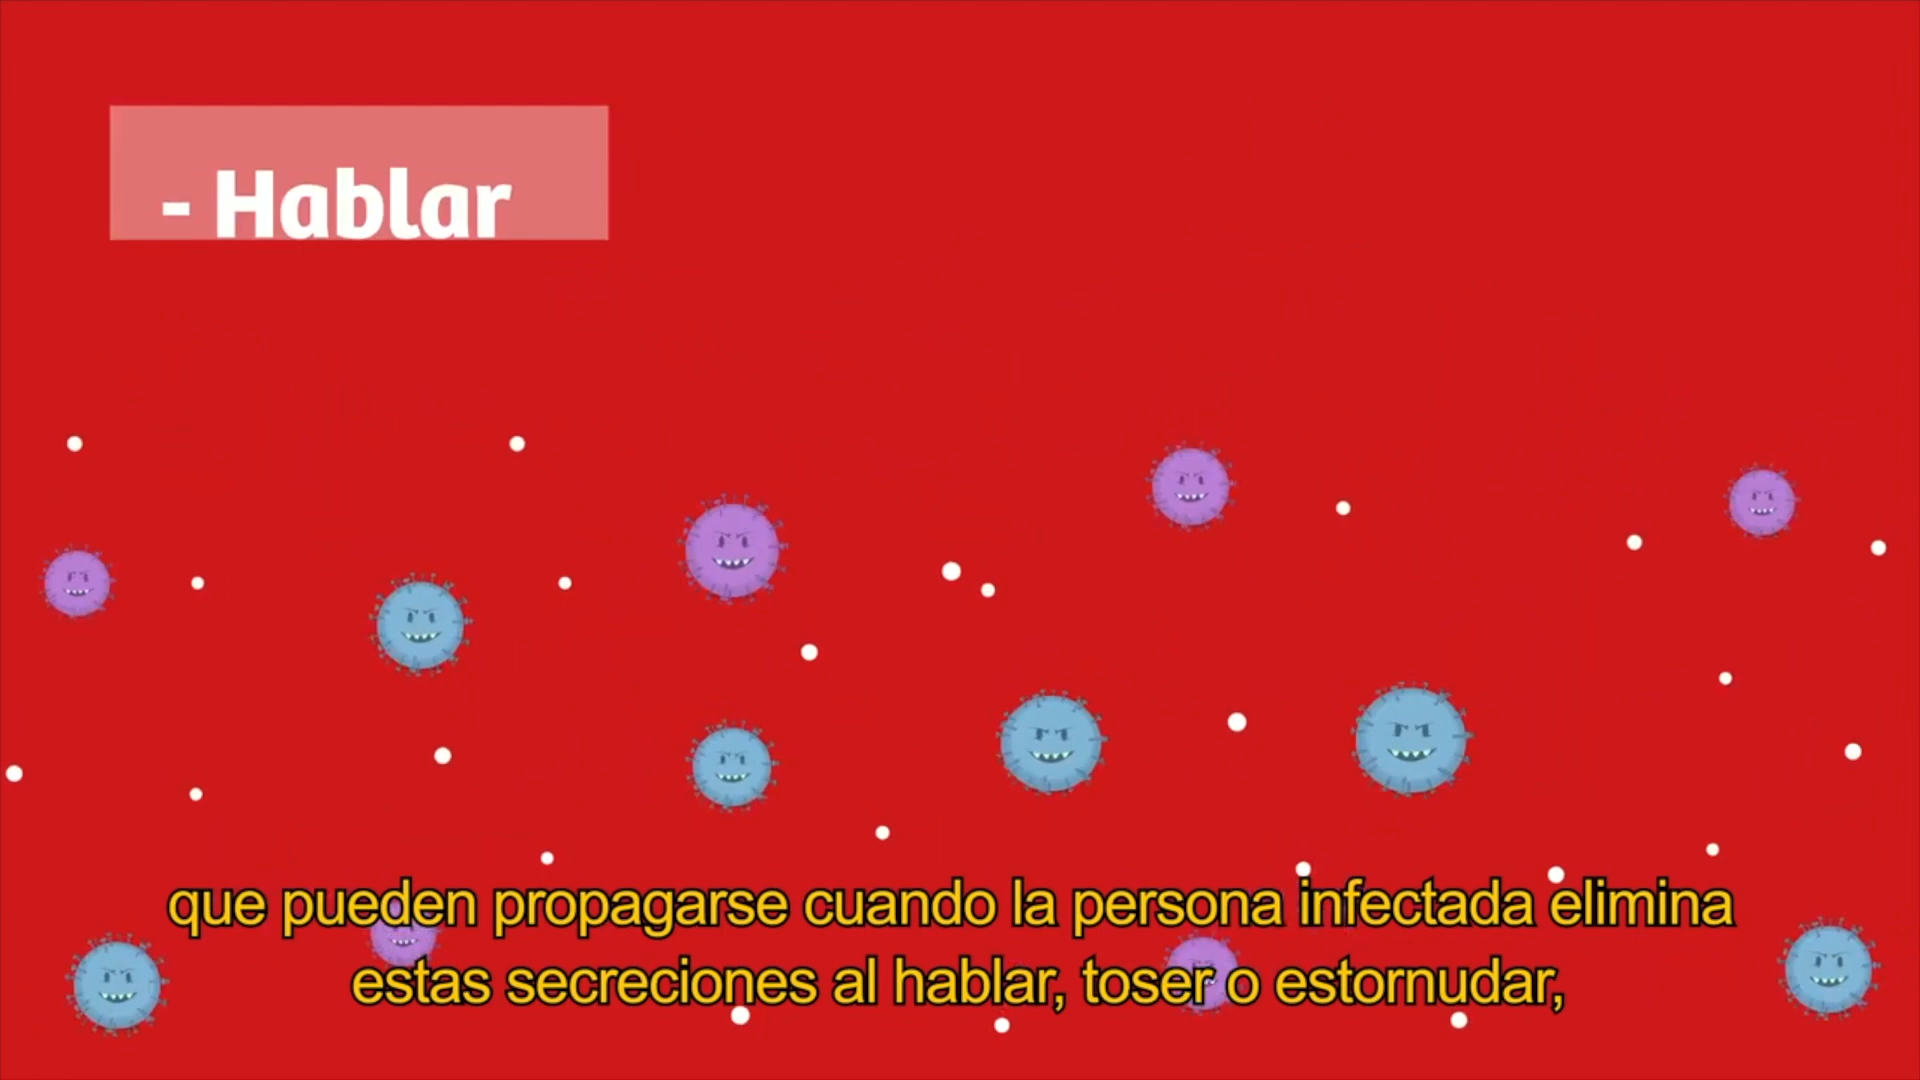 - Hablar
que pueden propagarse cuando la persona infectada elimina
estas secreciones al hablar, toser o estornudar,